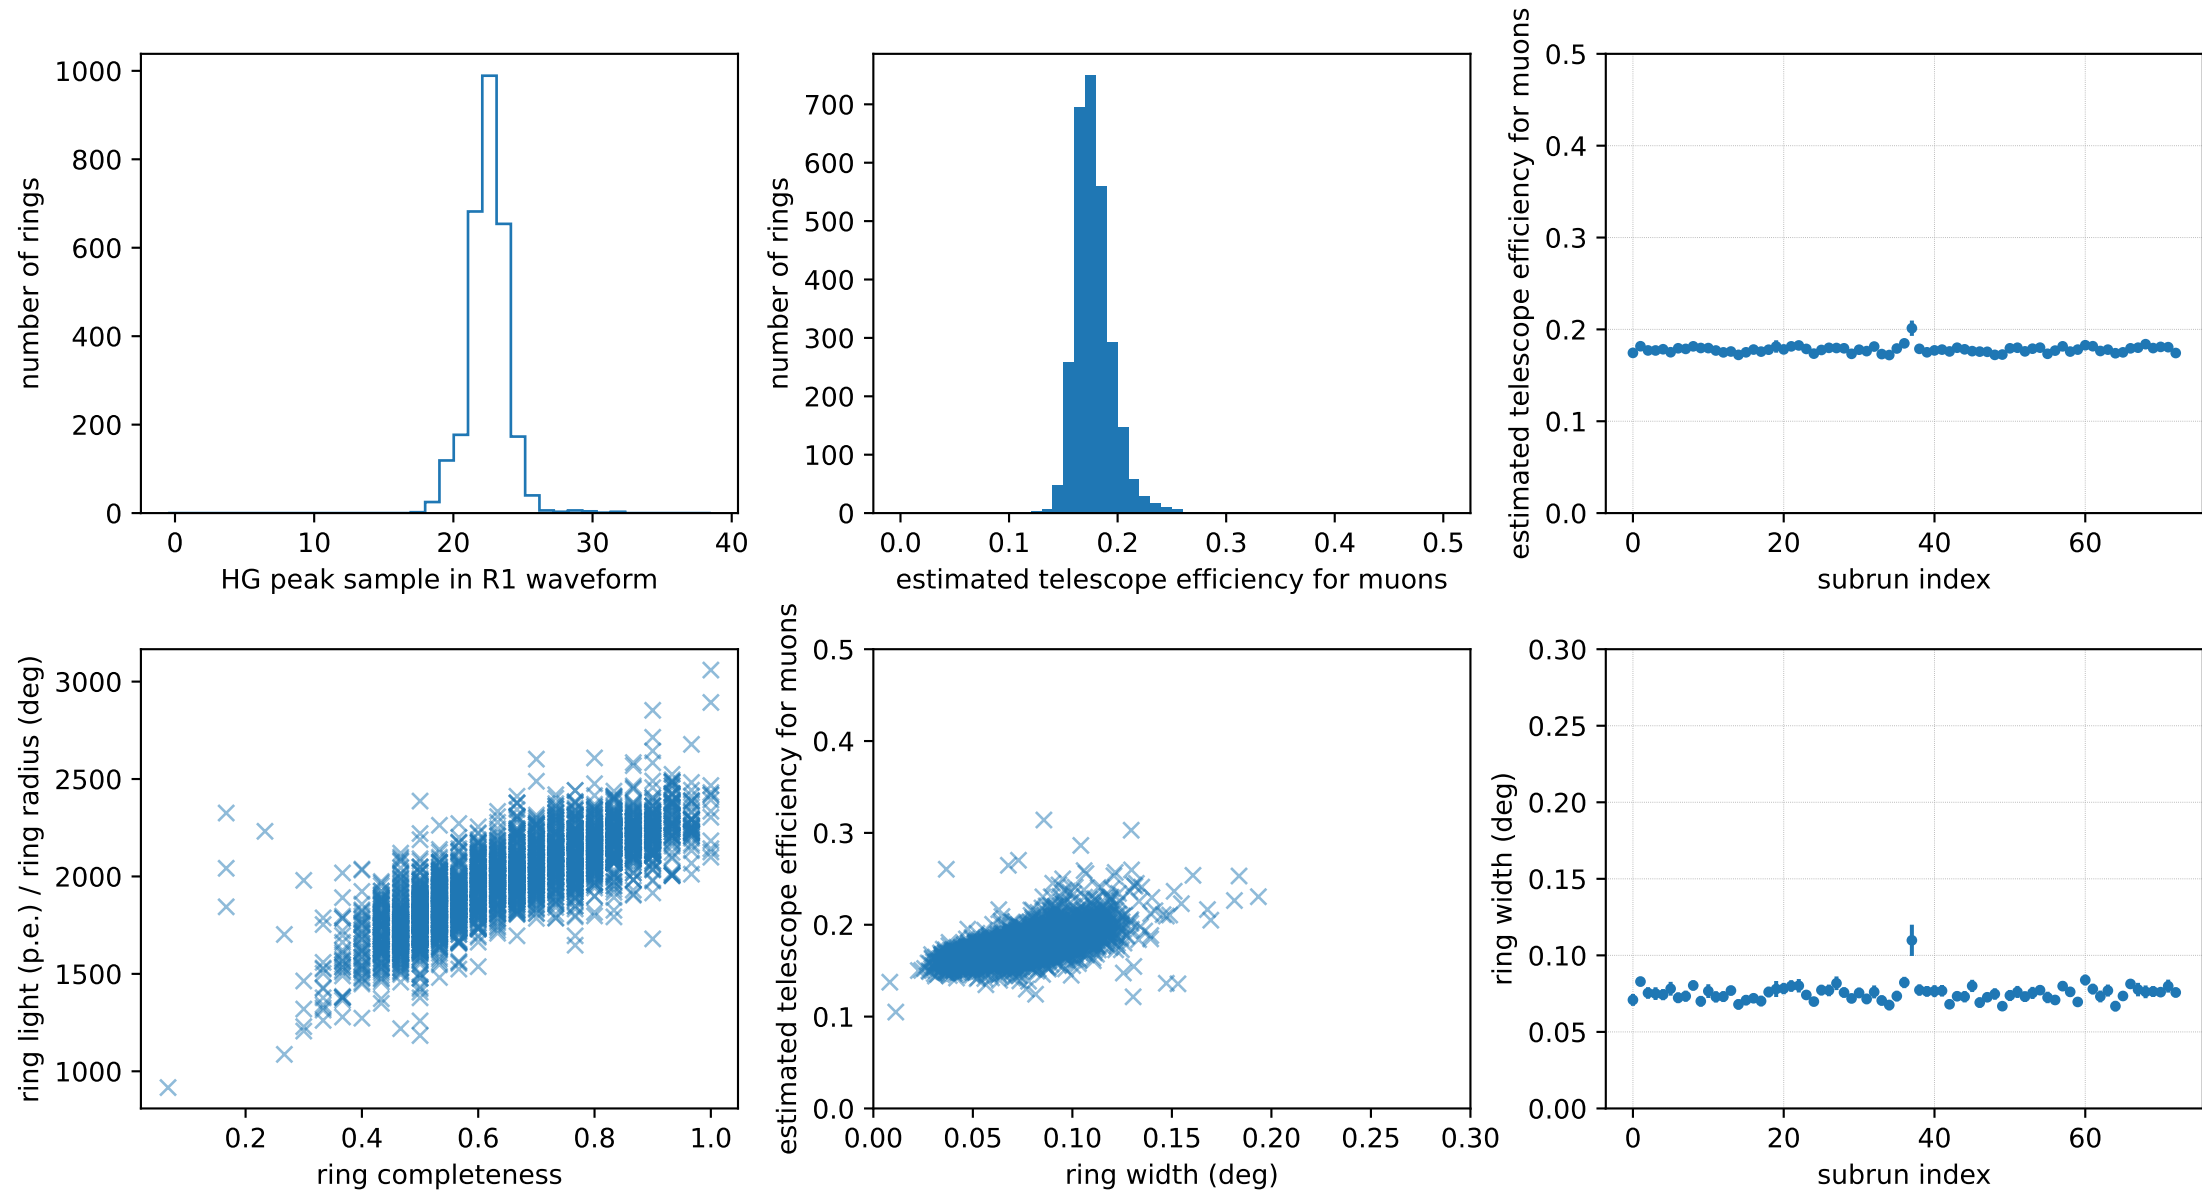 1000
800
600
400
200
0
number of rings
0 10 20 30 40
HG peak sample in R1 waveform
700
600
500
400
300
200
100
0
number of rings
0.0 0.1 0.2 0.3 0.4 0.5
estimated telescope efficiency for muons
0.5
0.4
0.3
0.2
0.1
0.0
estimated telescope efficiency for muons
0 20 40 60
subrun index
3000
2500
2000
1500
1000
ring light (p.e.) / ring radius (deg)
0.2 0.4 0.6 0.8 1.0
ring completeness
0.5
0.4
0.3
0.2
0.1
0.0
estimated telescope efficiency for muons
0.00 0.05 0.10 0.15 0.20 0.25 0.30
ring width (deg)
0.30
0.25
0.20
0.15
0.10
0.05
0.00
ring width (deg)
0 20 40 60
subrun index